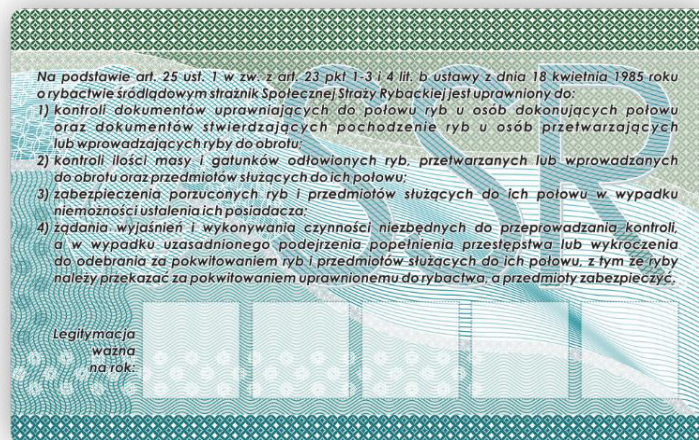 SSR
Na podstawie art. 25 ust. 1 w zw. z art. 23 pkt 1-3 i 4 lit. b ustawy z dnia 18 kwietnia 1985 roku
o rybactwie śródlądowym strażnik Społecznej Straży Rybackiej jest uprawniony do:
1) kontroli dokumentów uprawniających do połowu ryb u osób dokonujących połowu
oraz dokumentów stwierdzających pochodzenie ryb u osób przetwarzających
lub wprowadzających ryby do obrotu;
2) kontroli ilości masy i gatunków odłowionych ryb, przetwarzanych lub wprowadzanych
do obrotu oraz przedmiotów służących do ich połowu;
3) zabezpieczenia porzuconych ryb i przedmiotów służących do ich połowu w wypadku
niemożności ustalenia ich posiadacza;
4) żądania wyjaśnień i wykonywania czynności niezbędnych do przeprowadzania kontroli,
a w wypadku uzasadnionego podejrzenia popełnienia przestępstwa lub wykroczenia
do odebrania za pokwitowaniem ryb i przedmiotów służących do ich połowu, z tym że ryby
należy przekazać za pokwitowaniem uprawnionemu do rybactwa, a przedmioty zabezpieczyć.
Legitymacja
ważna
na rok: